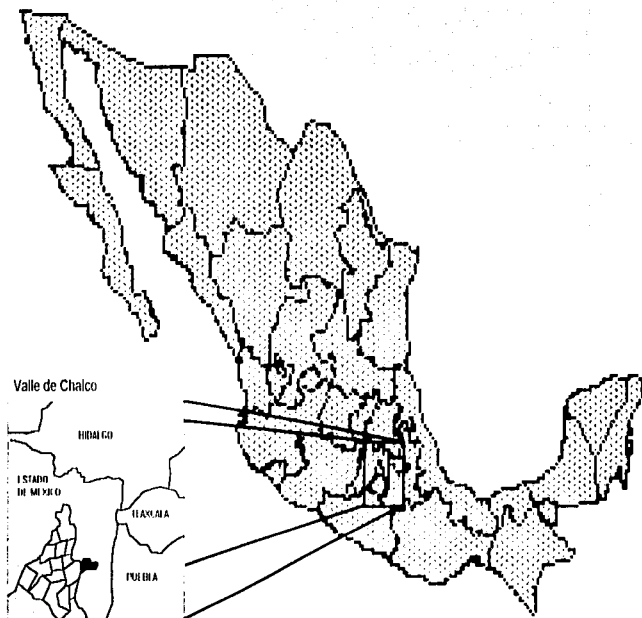 Valle de Chalco
HIDALGO
ESTADO
DE MEXICO
TLAXCALA
PUEBLA